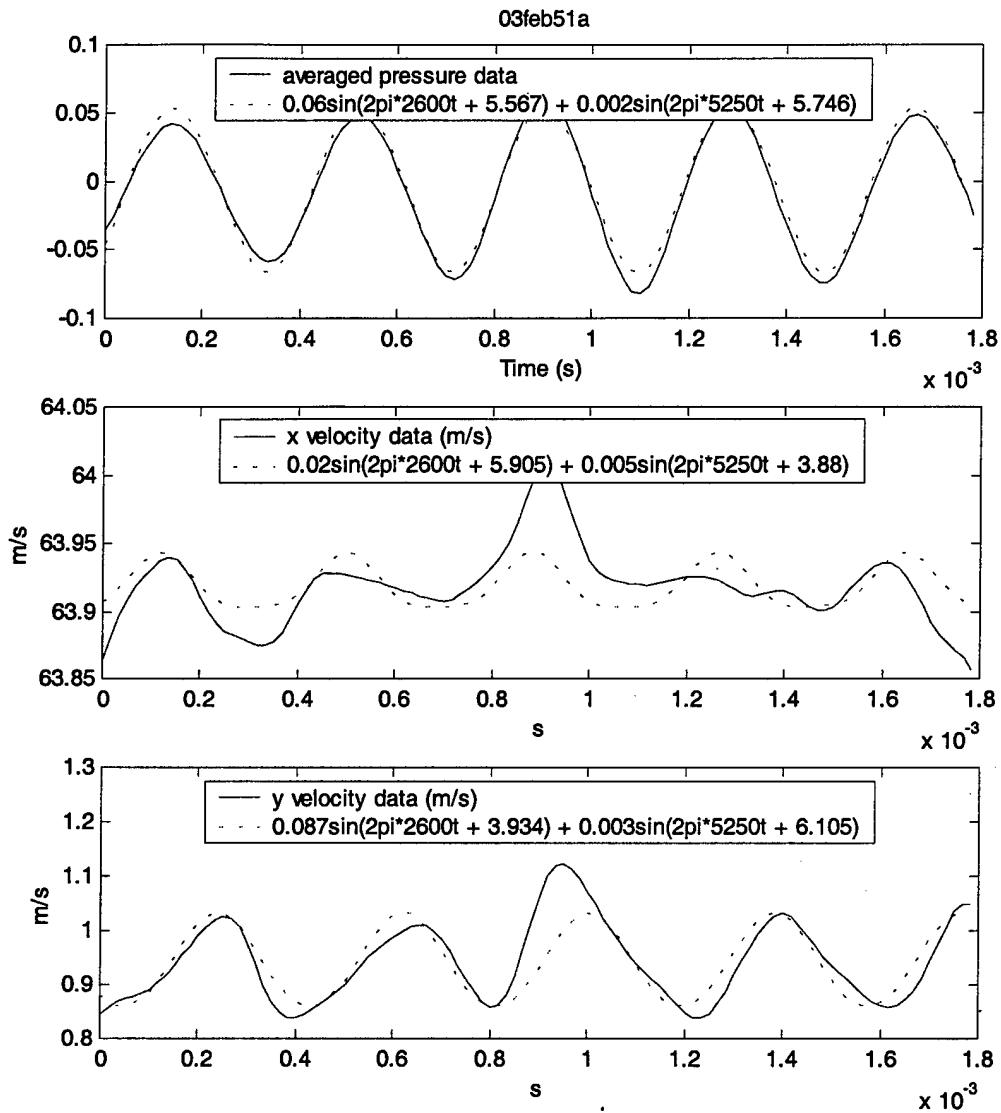 03feb51a
averaged pressure data
0.06sin(2pi*2600t + 5.567) + 0.002sin(2pi*5250t + 5.746)
0.1
0.05
0
-0.05
-0.1
0 0.2 0.4 0.6 0.8 1 1.2 1.4 1.6 1.8
Time (s)
x 10-3
x velocity data (m/s)
0.02sin(2pi*2600t + 5.905) + 0.005sin(2pi*5250t + 3.88)
64.05
64
63.95
63.9
63.85
m/s
0 0.2 0.4 0.6 0.8 1 1.2 1.4 1.6 1.8
s
x 10-3
y velocity data (m/s)
0.087sin(2pi*2600t + 3.934) + 0.003sin(2pi*5250t + 6.105)
1.3
1.2
1.1
1
0.9
0.8
m/s
0 0.2 0.4 0.6 0.8 1 1.2 1.4 1.6 1.8
s
x 10-3